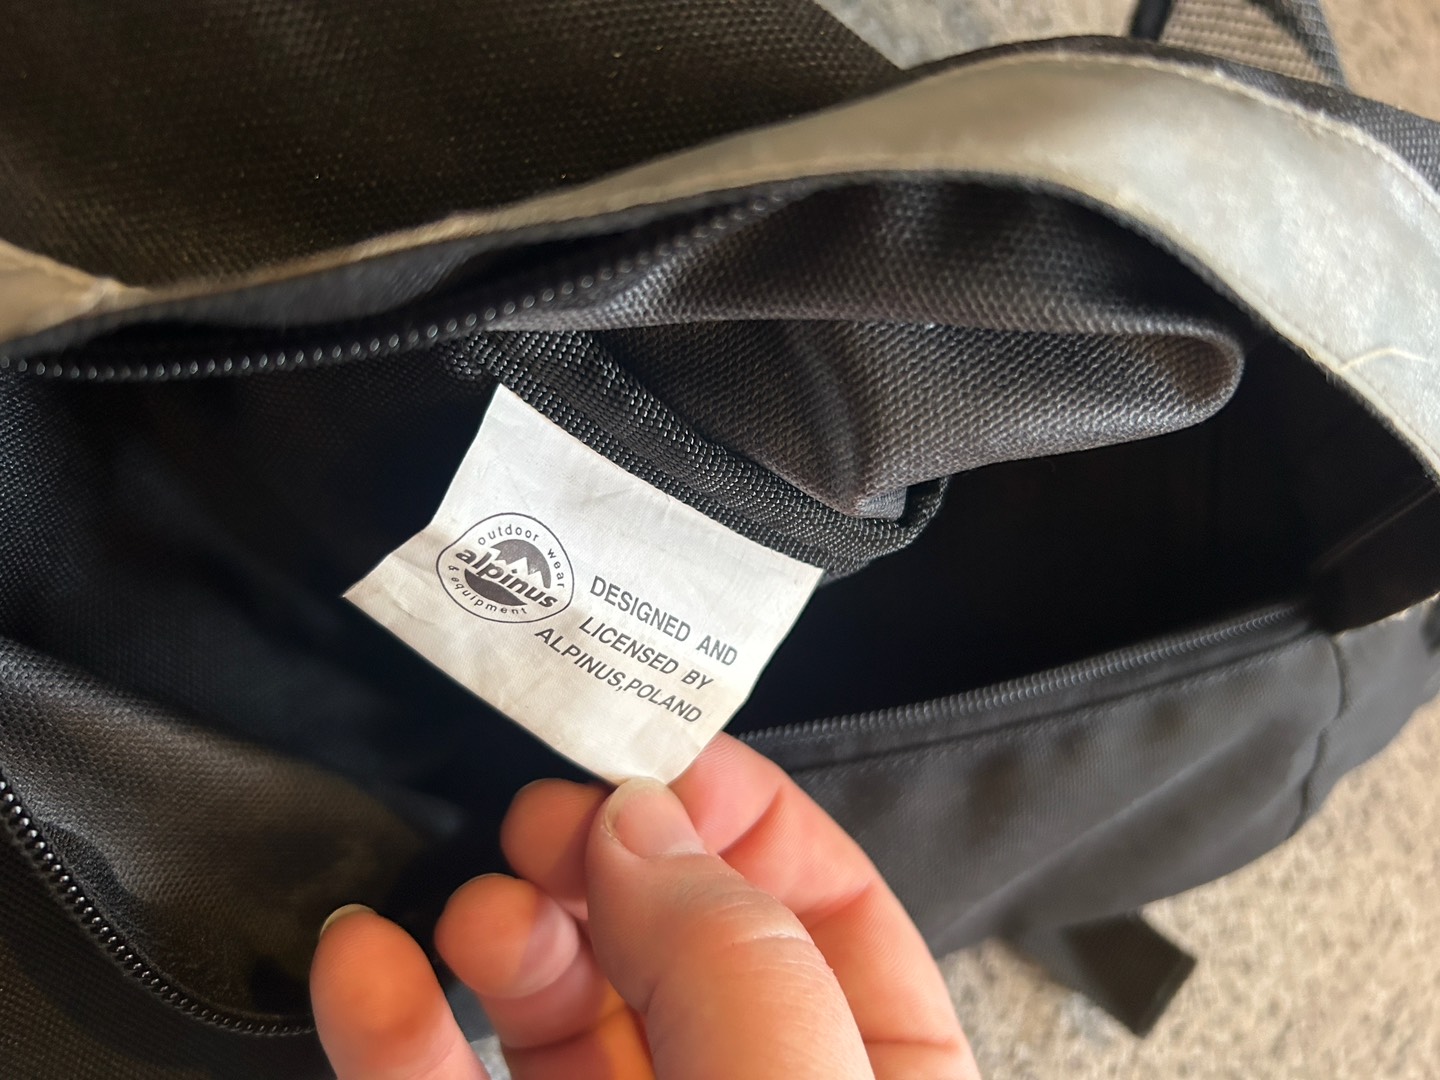 outdoor wear
alpinus
& equipment
DESIGNED AND
LICENSED BY
ALPINUS,POLAND